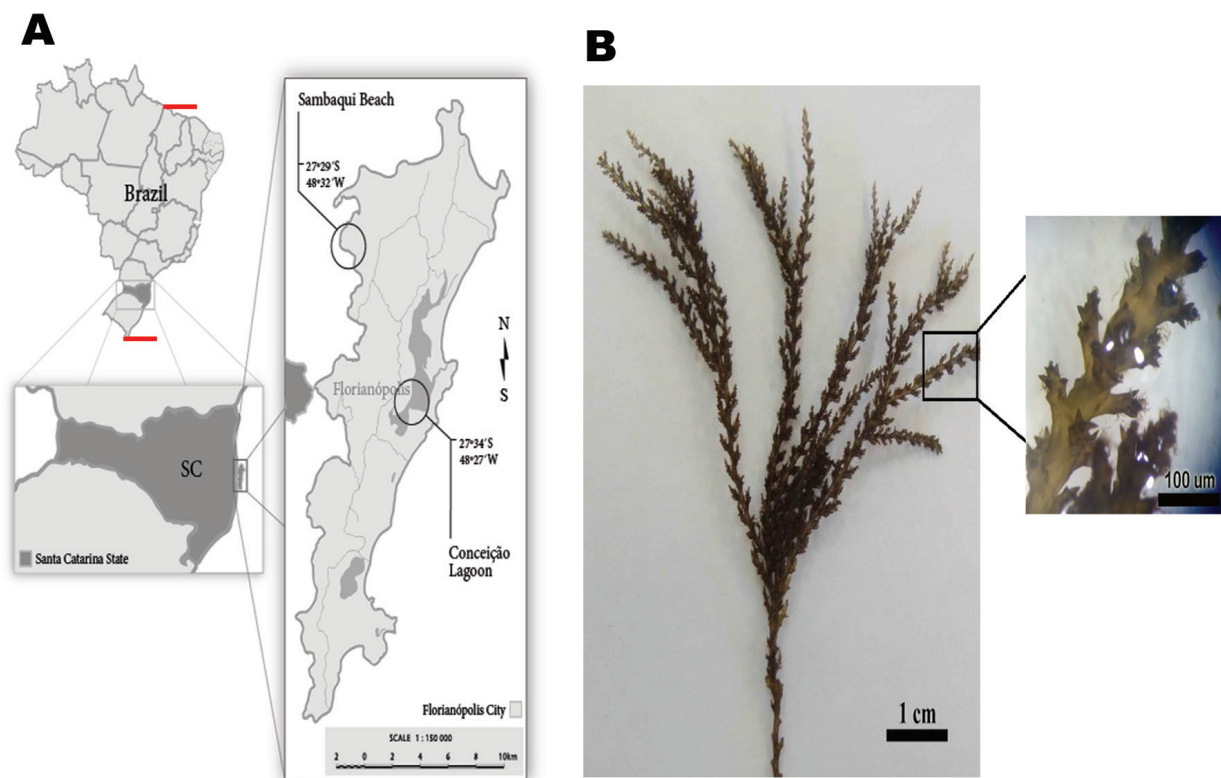 A
Brazil
SC
Santa Catarina State
Sambaqui Beach
27°29'S
48°32'W
N
S
Florianópolis
27°34'S
48°27'W
Conceição
Lagoon
Florianópolis City
SCALE 1 : 150 000
2 0 2 4 6 8 10km
B
1 cm
100 um